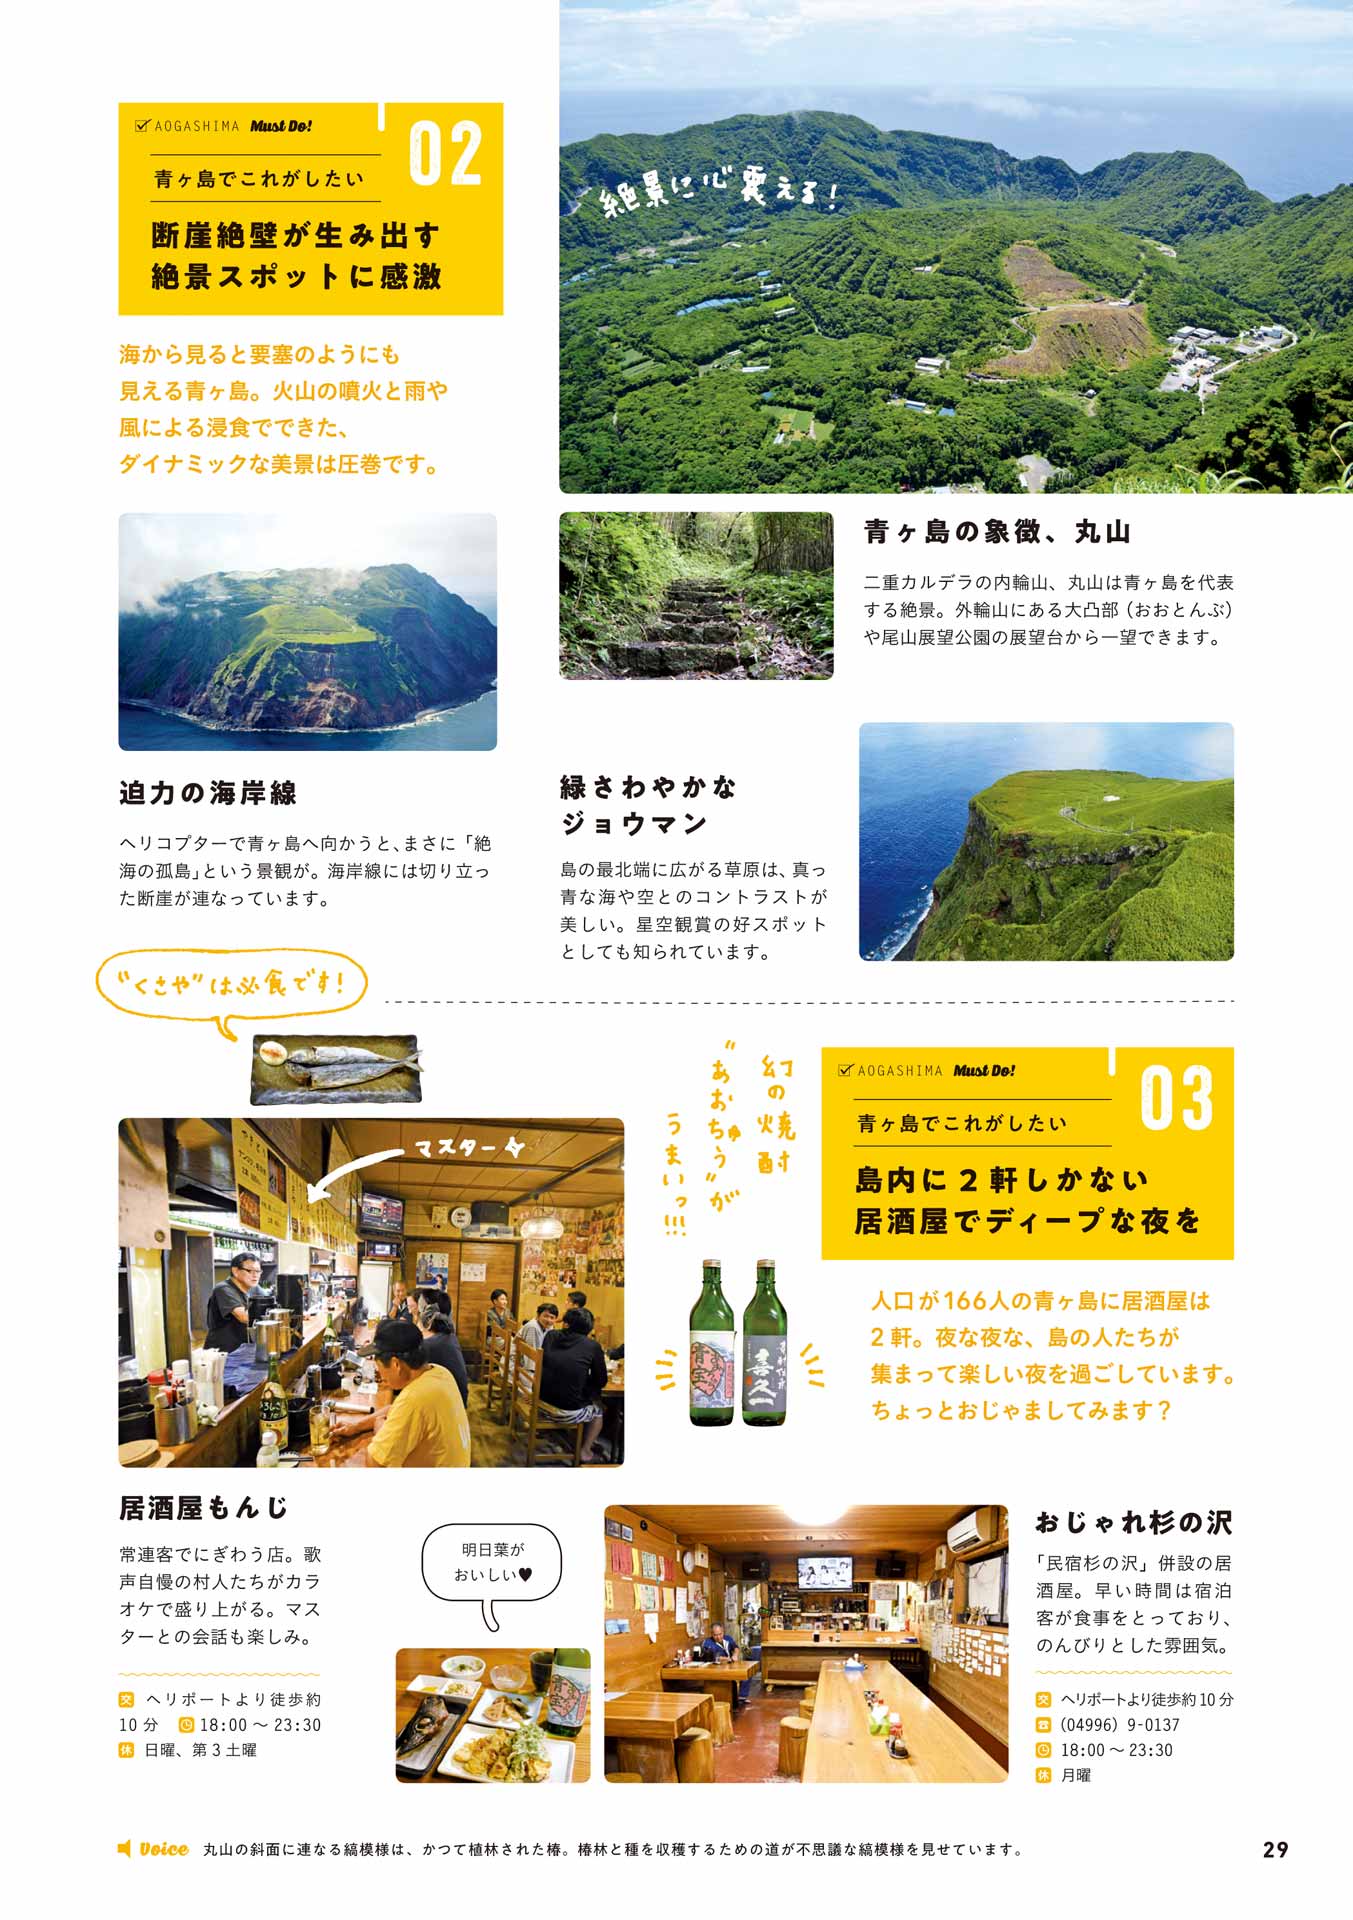 AOGASHIMA Must Do!
02
青ヶ島でこれがしたい
断崖絶壁が生み出す
絶景スポットに感激
海から見ると要塞のようにも
見える青ヶ島。火山の噴火と雨や
風による浸食でできた、
ダイナミックな美景は圧巻です。
絶景に心震える!
青ヶ島の象徴、丸山
二重カルデラの内輪山、丸山は青ヶ島を代表
する絶景。外輪山にある大凸部（おおとんぶ）
や尾山展望公園の展望台から一望できます。
迫力の海岸線
ヘリコプターで青ヶ島へ向かうと、まさに「絶
海の孤島」という景観が。海岸線には切り立っ
た断崖が連なっています。
緑さわやかな
ジョウマン
島の最北端に広がる草原は、真っ
青な海や空とのコントラストが
美しい。星空観賞の好スポット
としても知られています。
“くさや”は必食です!
マスター
幻の焼酎
“あおちゅう”が
うまいっ!!!
青宝
喜久一
AOGASHIMA Must Do!
03
青ヶ島でこれがしたい
島内に2軒しかない
居酒屋でディープな夜を
人口が166人の青ヶ島に居酒屋は
2軒。夜な夜な、島の人たちが
集まって楽しい夜を過ごしています。
ちょっとおじゃましてみます？
居酒屋もんじ
常連客でにぎわう店。歌
声自慢の村人たちがカラ
オケで盛り上がる。マス
ターとの会話も楽しみ。
交 ヘリポートより徒歩約
10分 18:00～23:30
休 日曜、第3土曜
明日葉が
おいしい♥
おじゃれ杉の沢
「民宿杉の沢」併設の居
酒屋。早い時間は宿泊
客が食事をとっており、
のんびりとした雰囲気。
交 ヘリポートより徒歩約10分
☎ (04996) 9-0137
18:00～23:30
休 月曜
Voice 丸山の斜面に連なる縞模様は、かつて植林された椿。椿林と種を収穫するための道が不思議な縞模様を見せています。
29